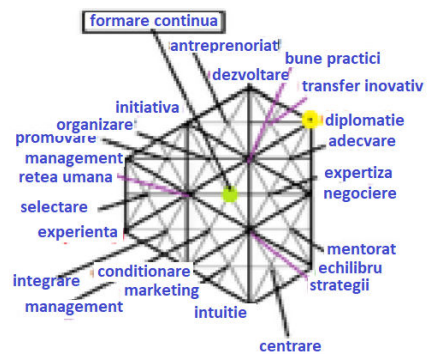 formare continua
antreprenoriat
bune practici
dezvoltare
transfer inovativ
initiativa
diplomatie
organizare
promovare
adecvare
management
expertiza
retea umana
negociere
selectare
experienta
mentorat
conditionare
echilibru
integrare
strategii
marketing
management
intuitie
centrare